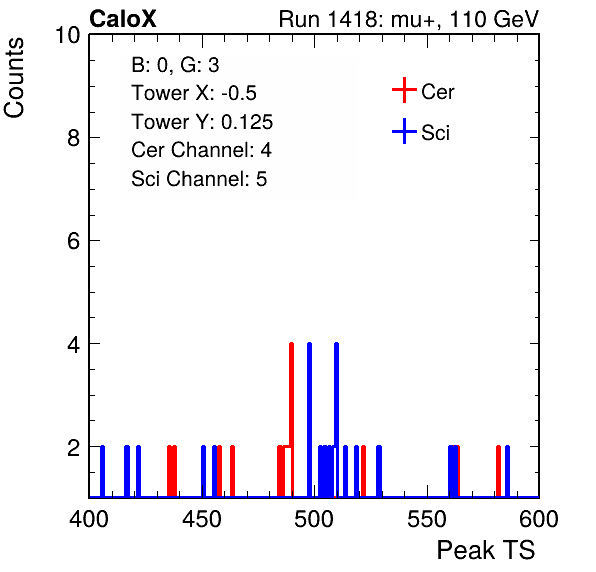 CaloX Run 1418: mu+, 110 GeV
Counts
10
8
6
4
2
B: 0, G: 3
Tower X: -0.5
Tower Y: 0.125
Cer Channel: 4
Sci Channel: 5
Cer
Sci
400 450 500 550 600
Peak TS